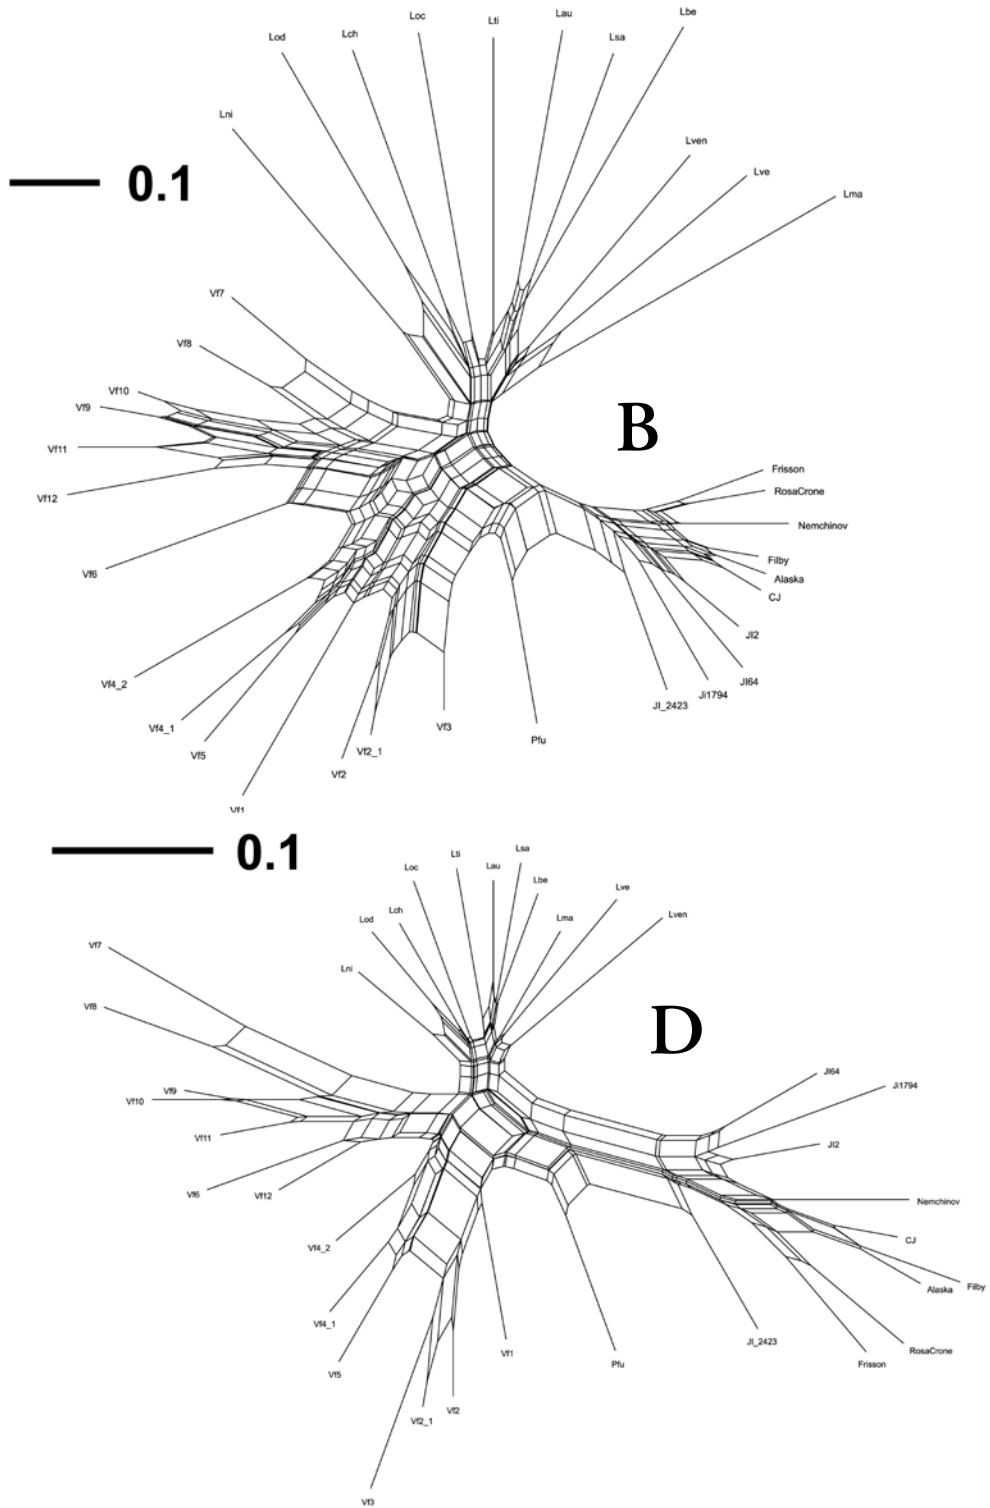 Lbe
Lau
Loc
Lti
Lch
Lod
Lsa
Lni
Lven
Lve
0.1
Lma
Vf7
Vf8
Vf10
Vf9
B
Vf11
Frisson
RosaCrone
Vf12
Nemchinov
Filby
Vf6
Alaska
CJ
JI2
Vf4_2
JI64
Ji1794
JI_2423
Vf4_1
Vf3
Pfu
Vf5
Vf2_1
Vf2
Vf1
0.1
Lsa
Lti
Lau
Loc
Lbe
Lve
Lch
Lod
Lma
Lven
Vf7
Lni
Vf8
D
JI64
Ji1794
Vf9
Vf10
Vf11
JI2
Vf6
Vf12
Nemchinov
CJ
Vf4_2
Filby
Alaska
Vf4_1
JI_2423
Vf1
RosaCrone
Pfu
Frisson
Vf5
Vf2
Vf2_1
Vf3